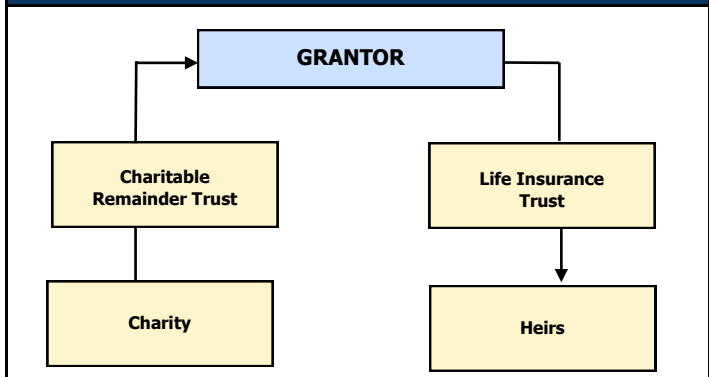 GRANTOR
Charitable
Remainder Trust
Life Insurance
Trust
Charity
Heirs